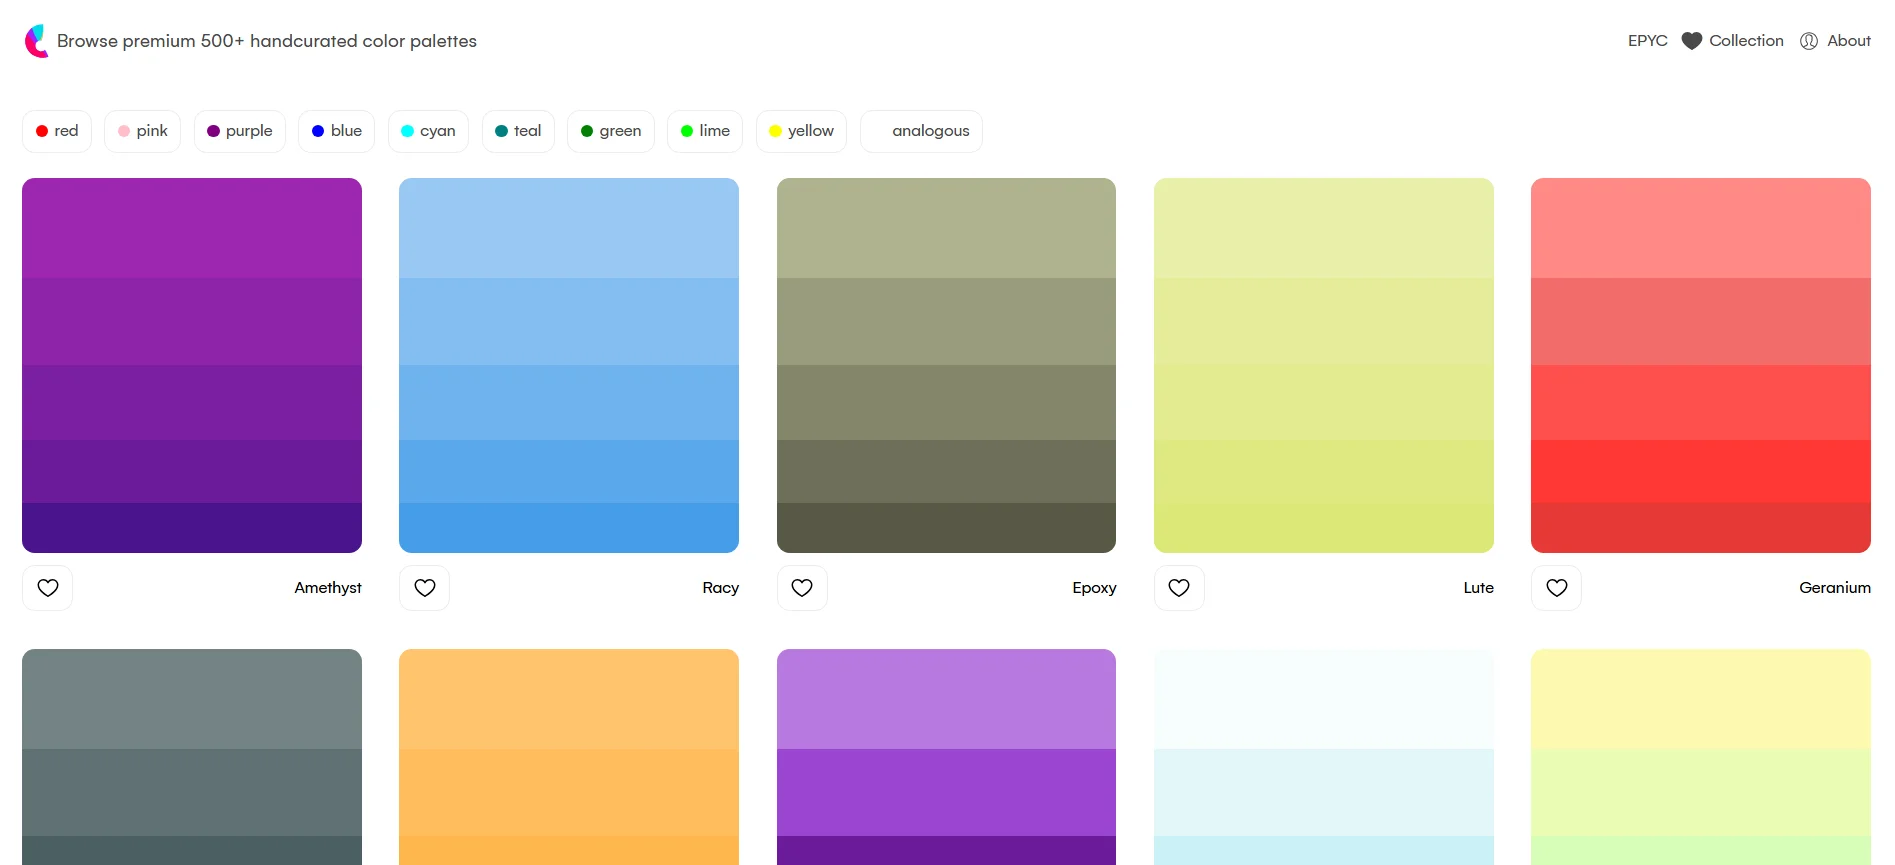 Browse premium 500+ handcurated color palettes
EPYC Collection About
red pink purple blue cyan teal green lime yellow analogous
Amethyst Racy Epoxy Lute Geranium